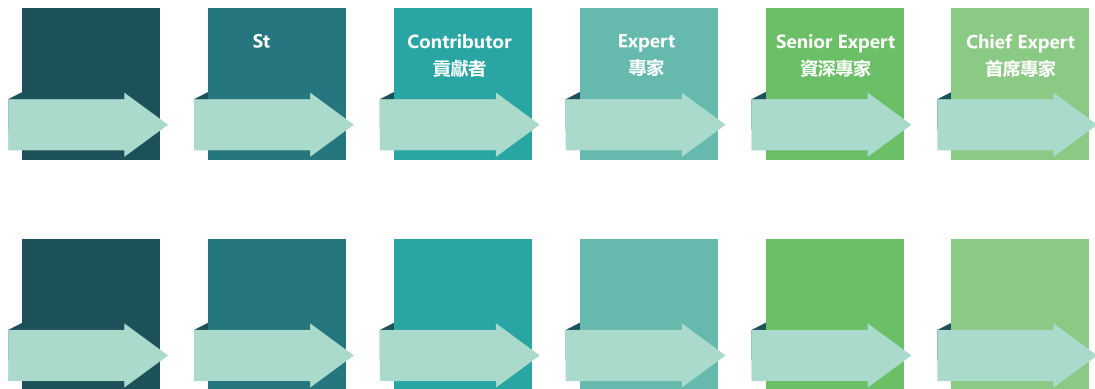 St
Contributor
貢獻者
Expert
專家
Senior Expert
資深專家
Chief Expert
首席專家